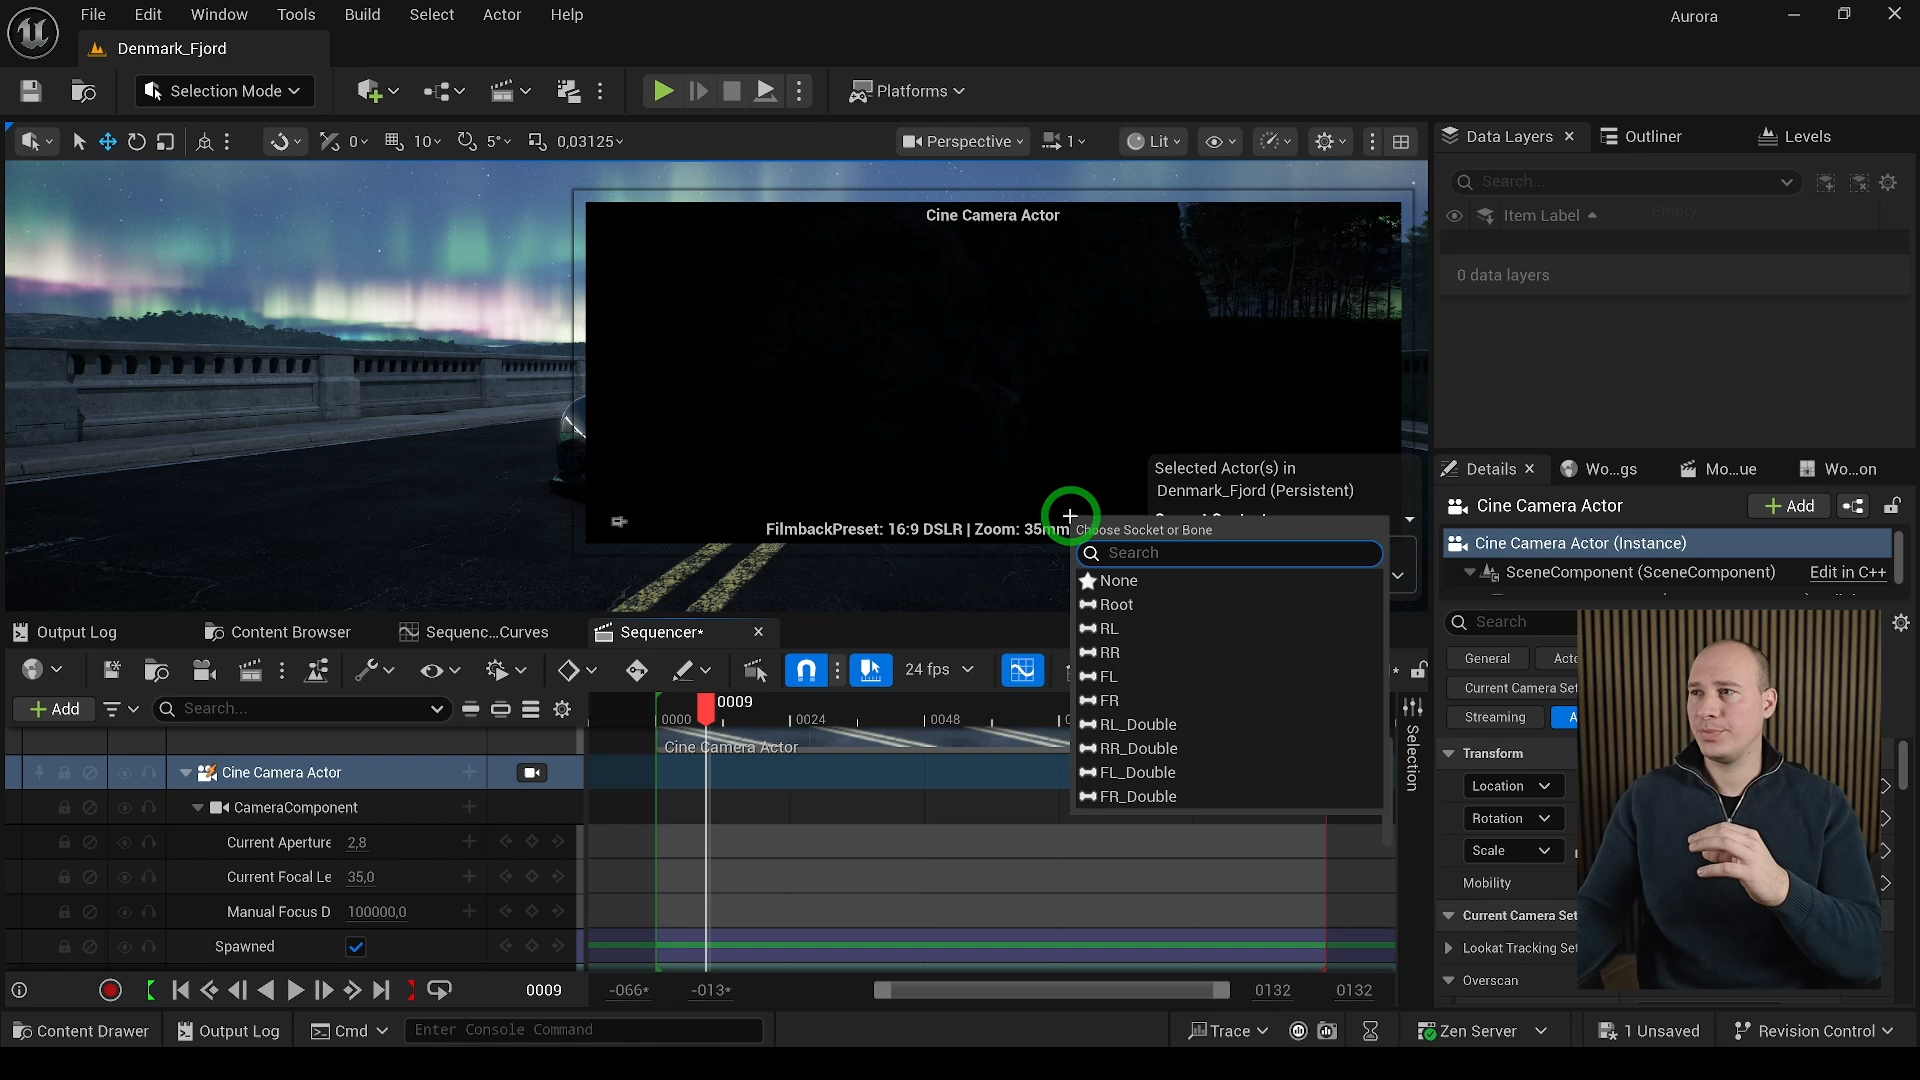 File Edit Window Tools Build Select Actor Help
Aurora
Denmark_Fjord
Selection Mode
Platforms
0 10 5° 0,03125
Perspective 1 Lit
Data Layers Outliner Levels
Search...
Item Label
Empty
0 data layers
Cine Camera Actor
Selected Actor(s) in
Denmark_Fjord (Persistent)
FilmbackPreset: 16:9 DSLR | Zoom: 35mm
Choose Socket or Bone
Search
None
Root
RL
RR
FL
FR
RL_Double
RR_Double
FL_Double
FR_Double
Details Wo...gs Mo...ue Wo...on
Cine Camera Actor Add
Cine Camera Actor (Instance)
SceneComponent (SceneComponent) Edit in C++
Search
General
Current Camera Set
Streaming
Transform
Location
Rotation
Scale
Mobility
Current Camera Set
Lookat Tracking Set
Overscan
Output Log Content Browser Sequenc...Curves Sequencer*
24 fps
Add Search...
0009
0000 0024 0048
Cine Camera Actor
Selection
Cine Camera Actor
CameraComponent
Current Aperture 2,8
Current Focal Le 35,0
Manual Focus D 100000,0
Spawned
0009 -066* -013* 0132 0132
Content Drawer Output Log Cmd Enter Console Command
Trace Zen Server 1 Unsaved Revision Control